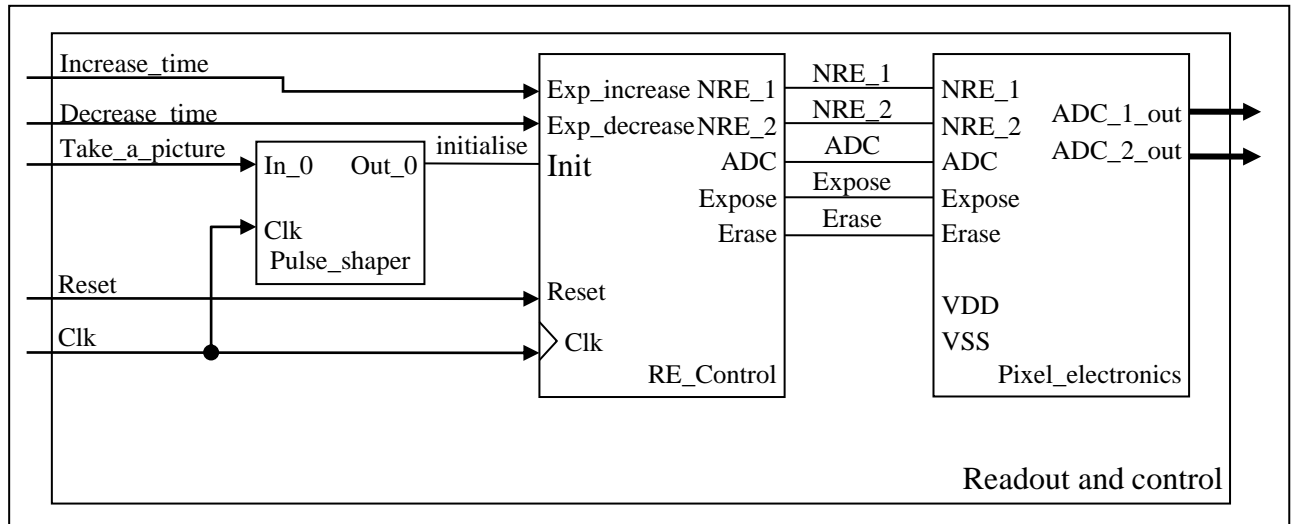 Increase_time
Decrease_time
Take_a_picture
In_0 Out_0
Clk
Pulse_shaper
initialise
Reset
Clk
Exp_increase NRE_1
Exp_decrease NRE_2
Init
ADC
Expose
Erase
Reset
Clk
RE_Control
NRE_1
NRE_2
ADC
Expose
Erase
NRE_1
ADC_1_out
NRE_2
ADC_2_out
ADC
Expose
Erase
VDD
VSS
Pixel_electronics
Readout and control